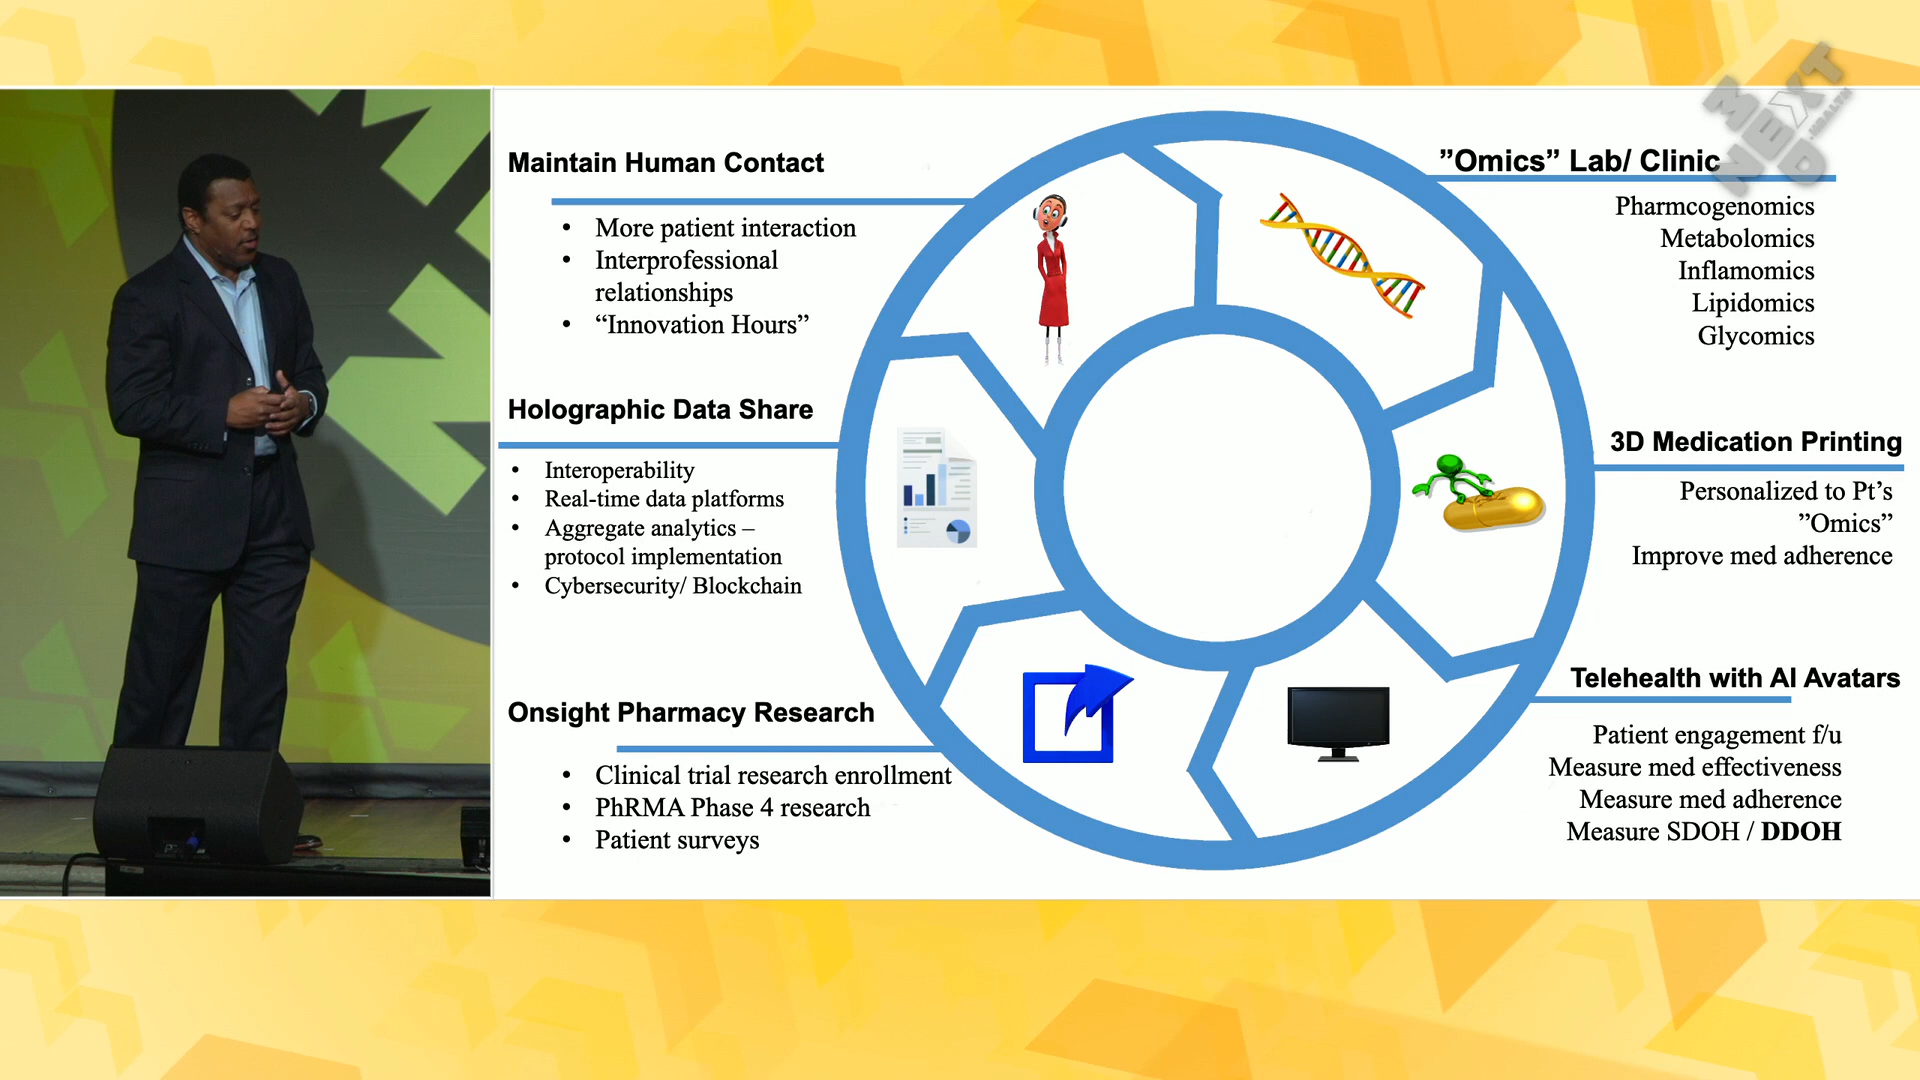 Maintain Human Contact
• More patient interaction
• Interprofessional
relationships
• “Innovation Hours”
Holographic Data Share
• Interoperability
• Real-time data platforms
• Aggregate analytics –
protocol implementation
• Cybersecurity/ Blockchain
Onsight Pharmacy Research
• Clinical trial research enrollment
• PhRMA Phase 4 research
• Patient surveys
”Omics” Lab/ Clinic
Pharmcogenomics
Metabolomics
Inflamomics
Lipidomics
Glycomics
3D Medication Printing
Personalized to Pt’s
”Omics”
Improve med adherence
Telehealth with AI Avatars
Patient engagement f/u
Measure med effectiveness
Measure med adherence
Measure SDOH / DDOH
NEXT
MED
.HEALTH